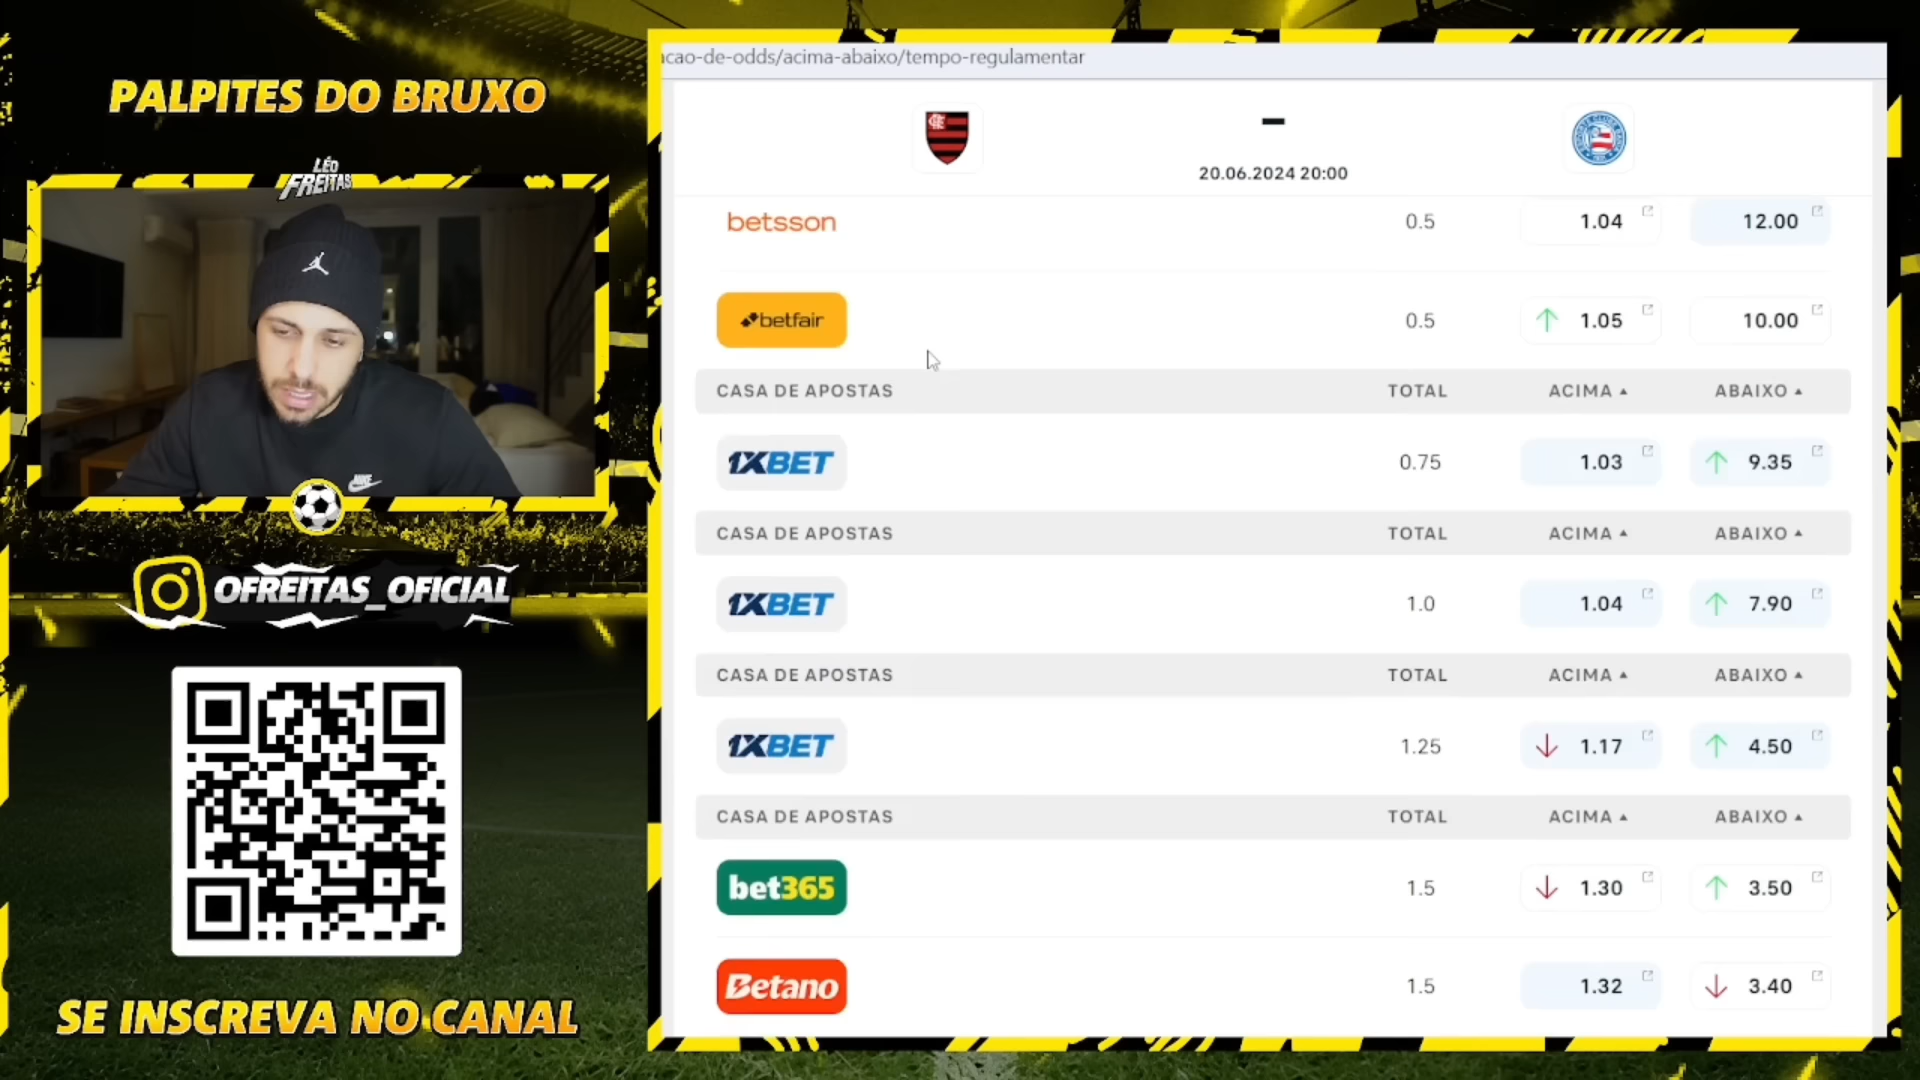 PALPITES DO BRUXO
LÉO
FREITAS
NIKE
OFREITAS_OFICIAL
SE INSCREVA NO CANAL
cao-de-odds/acima-abaixo/tempo-regulamentar
–
20.06.2024 20:00
betsson 0.5 1.04 12.00
betfair 0.5 1.05 10.00
CASA DE APOSTAS TOTAL ACIMA ABAIXO
1XBET 0.75 1.03 9.35
CASA DE APOSTAS TOTAL ACIMA ABAIXO
1XBET 1.0 1.04 7.90
CASA DE APOSTAS TOTAL ACIMA ABAIXO
1XBET 1.25 1.17 4.50
CASA DE APOSTAS TOTAL ACIMA ABAIXO
bet365 1.5 1.30 3.50
Betano 1.5 1.32 3.40